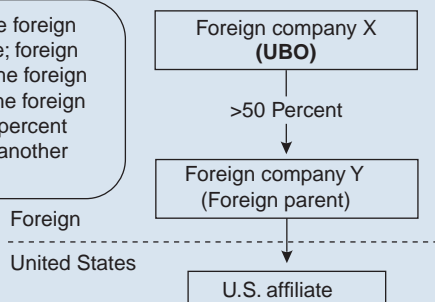 e foreign
e; foreign
he foreign
he foreign
percent
another
Foreign company X
(UBO)
>50 Percent
Foreign company Y
(Foreign parent)
Foreign
United States
U.S. affiliate